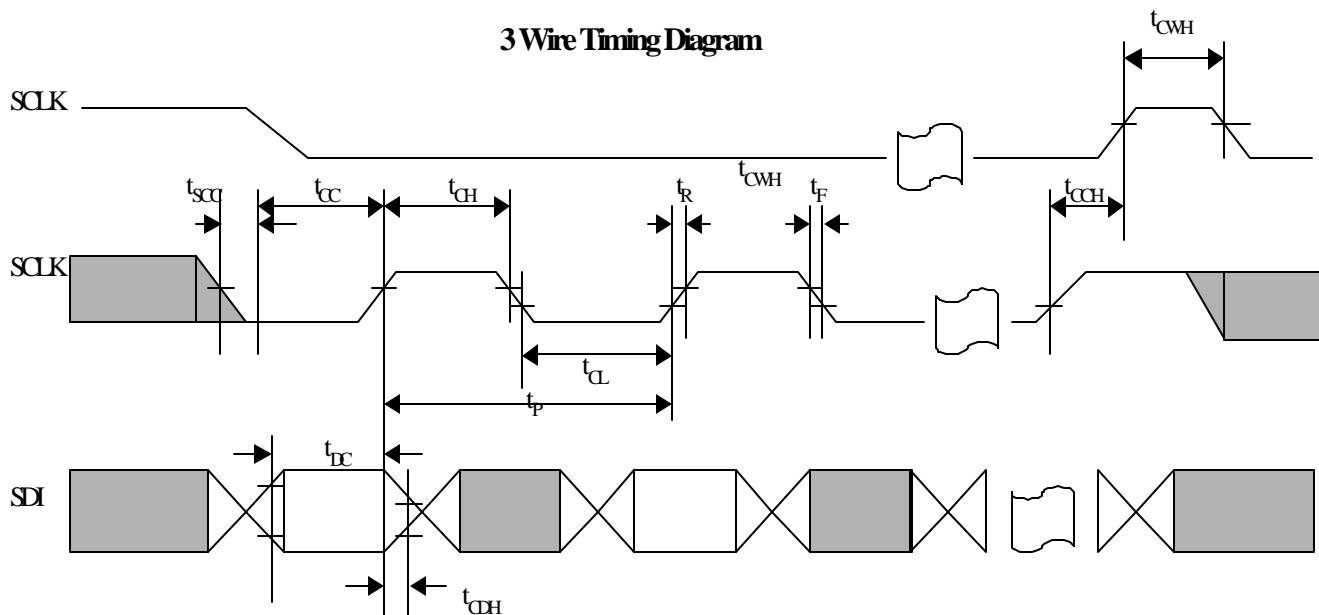 3 Wire Timing Diagram
tCWH
SCLK
tSCC
tCC
tCH
tCWH
tR
tF
tCCH
SCLK
tCL
tP
tDC
SDI
tCDH